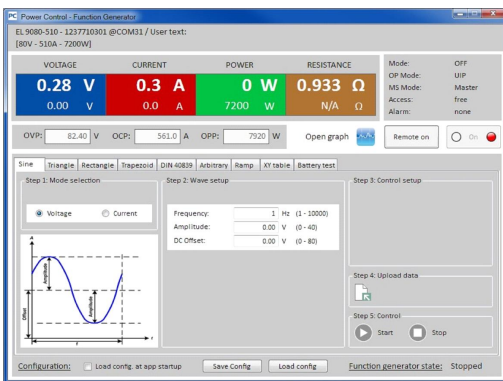 PC Power Control - Function Generator
EL 9080-510 - 1237710301 @COM31 / User text:
[80V - 510A - 7200W]
VOLTAGE CURRENT POWER RESISTANCE
0.28 V 0.3 A 0 W 0.933 Ω
0.00 V 0.0 A 7200 W N/A Ω
Mode: OFF
OP Mode: UIP
MS Mode: Master
Access: free
Alarm: none
OVP: 82.40 V OCP: 561.0 A OPP: 7920 W Open graph Remote on On
Sine Triangle Rectangle Trapezoid DIN 40839 Arbitrary Ramp XY table Battery test
Step 1: Mode selection
Voltage Current
Step 2: Wave setup
Frequency: 1 Hz (1 - 10000)
Amplitude: 0.00 V (0 - 40)
DC Offset: 0.00 V (0 - 80)
Step 3: Control setup
A
Amplitude
Amplitude
Offset
t
Step 4: Upload data
Step 5: Control
Start Stop
Configuration: Load config. at app startup Save Config Load config Function generator state: Stopped